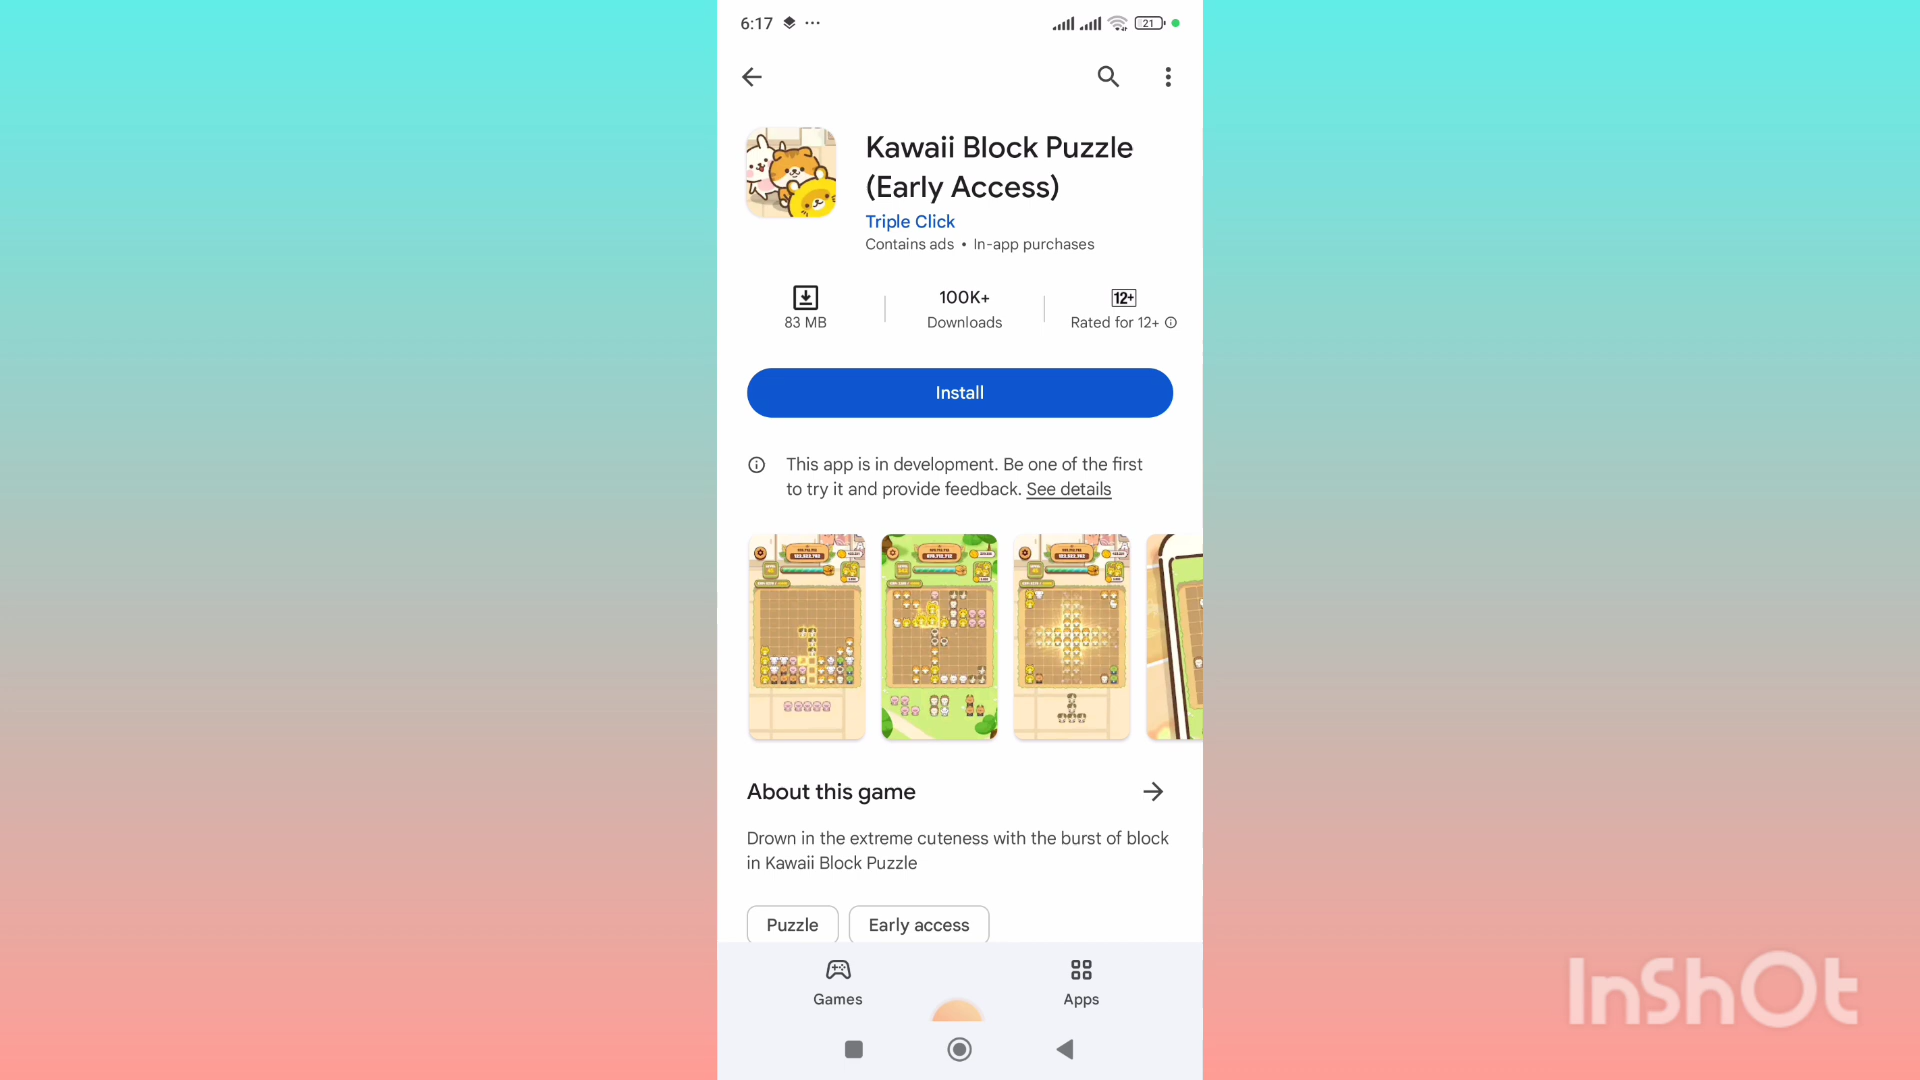 6:17
21
Kawaii Block Puzzle
(Early Access)
Triple Click
Contains ads • In-app purchases
83 MB
100K+
Downloads
12+
Rated for 12+
Install
This app is in development. Be one of the first
to try it and provide feedback. See details
About this game
Drown in the extreme cuteness with the burst of block
in Kawaii Block Puzzle
Puzzle
Early access
Games
Apps
InShOt